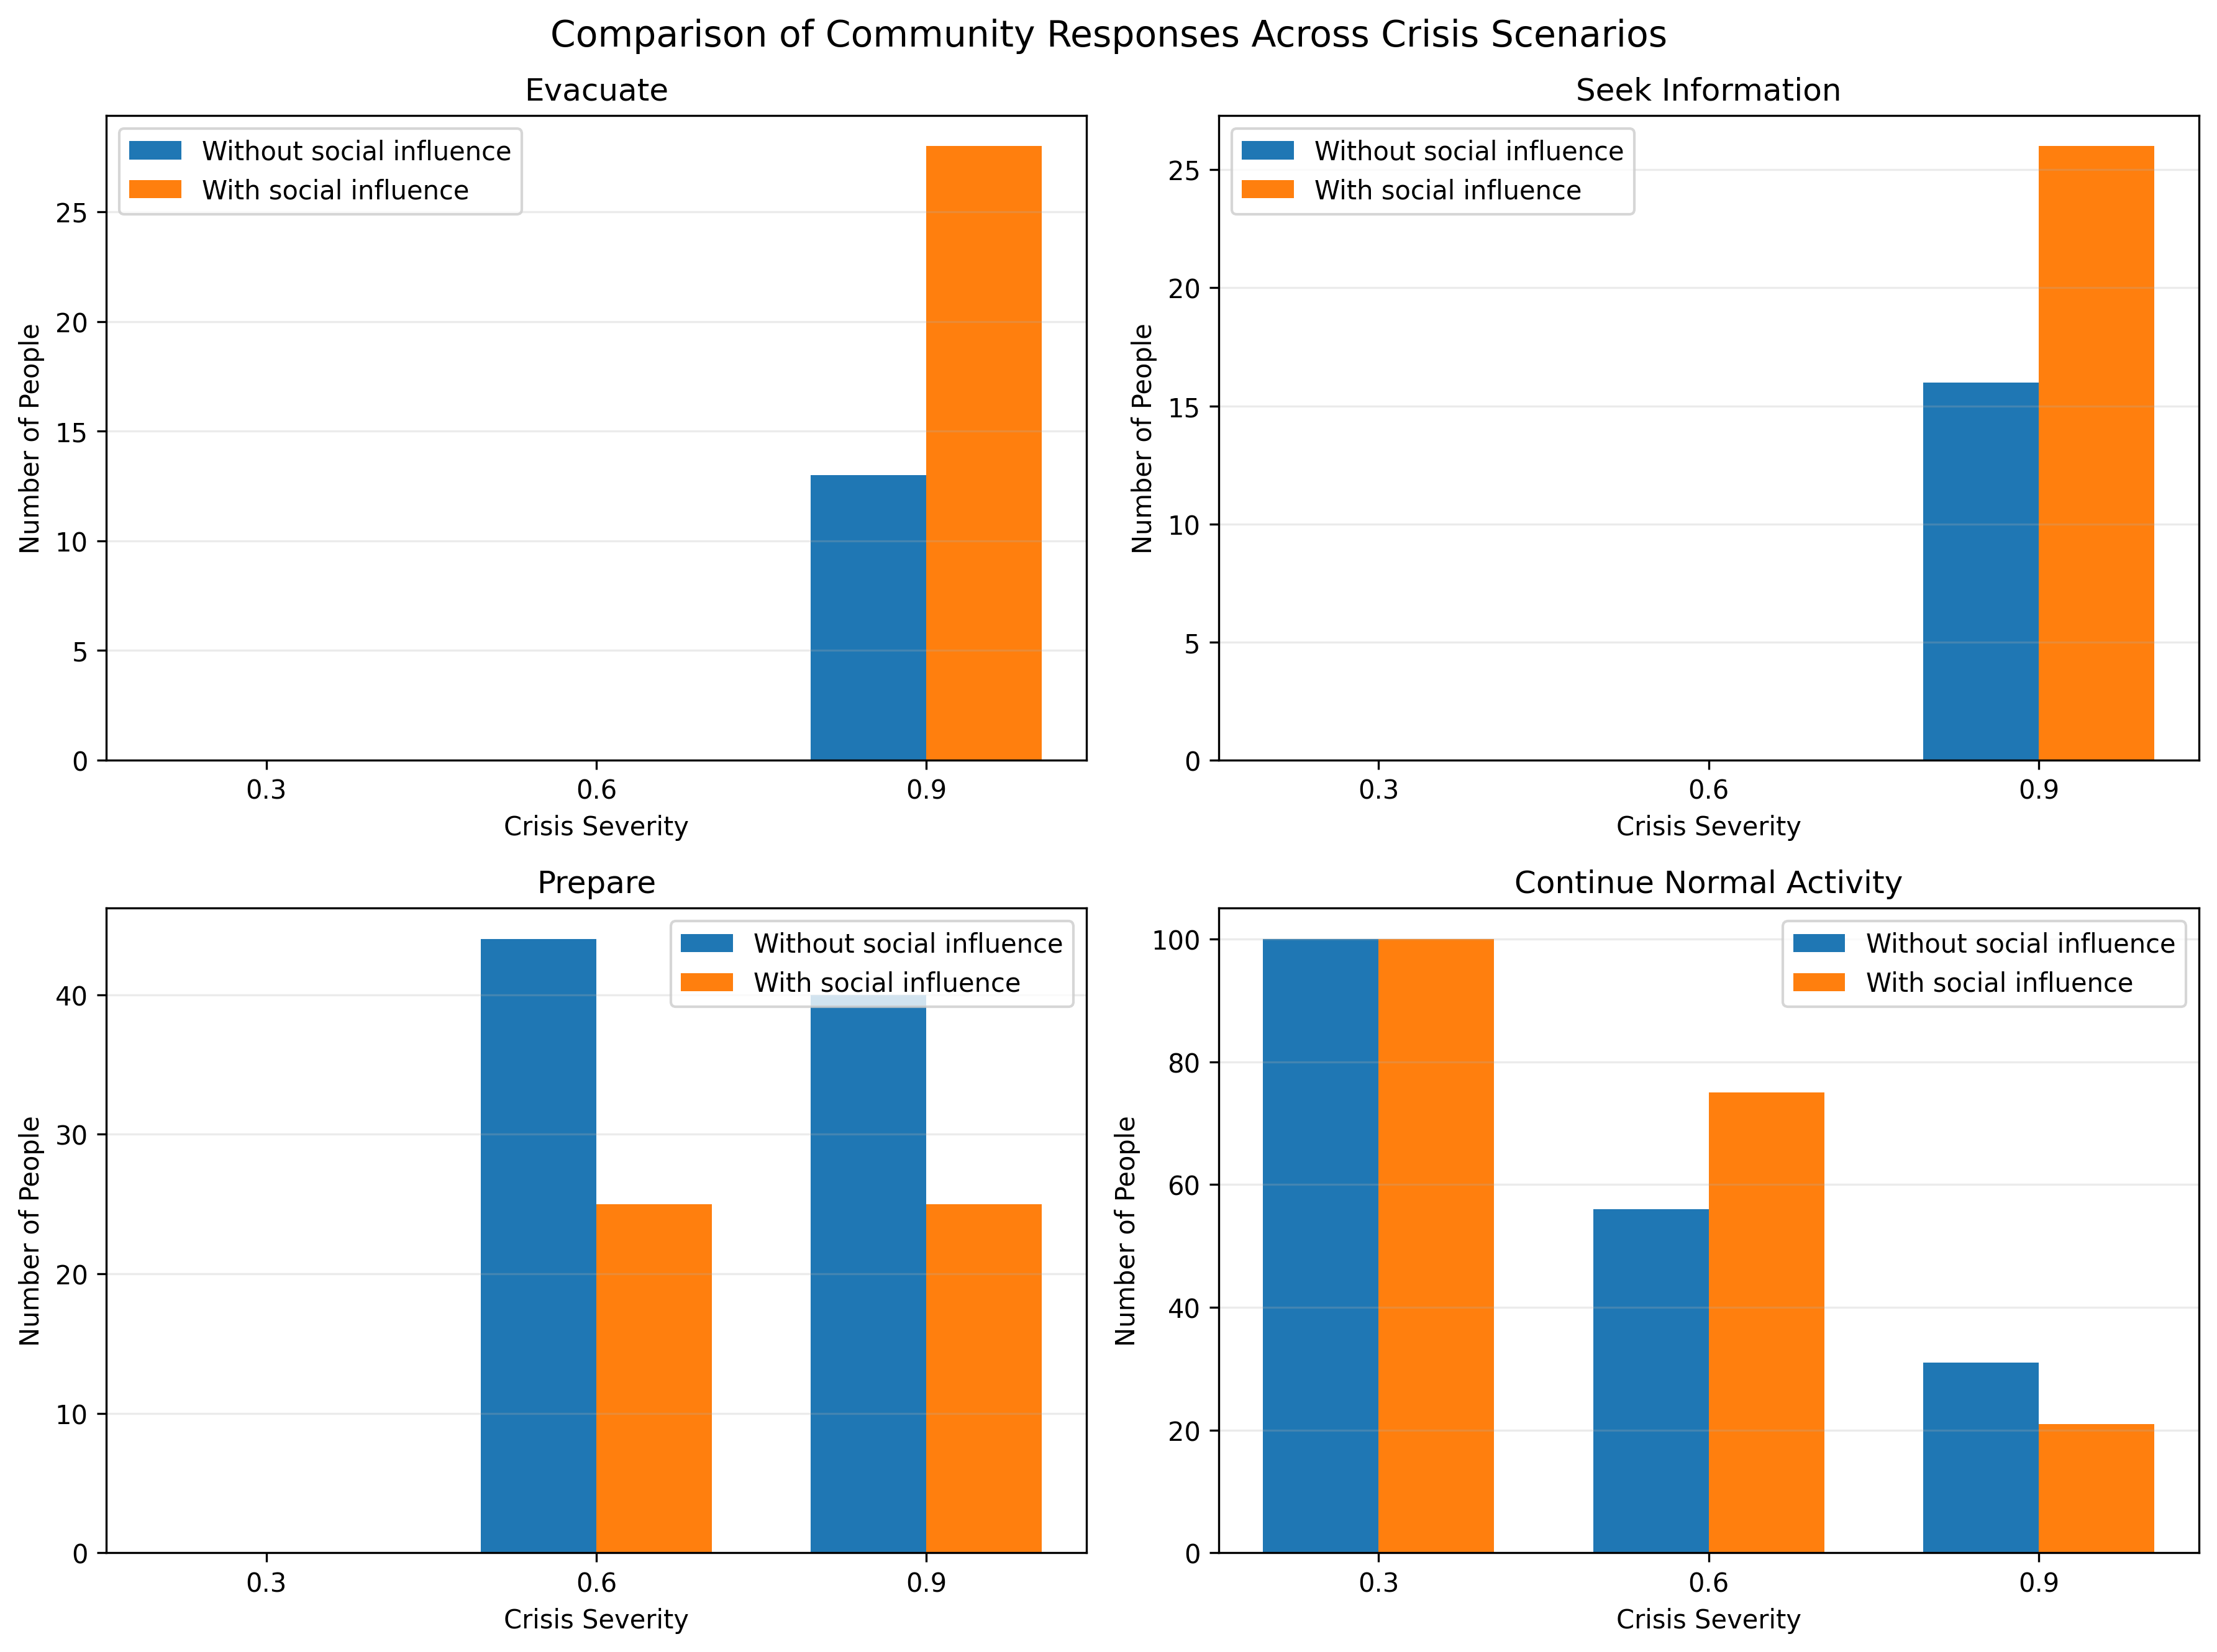 Comparison of Community Responses Across Crisis Scenarios
Evacuate
Without social influence
With social influence
25
20
15
10
5
0
Number of People
0.3
0.6
0.9
Crisis Severity
Seek Information
Without social influence
With social influence
25
20
15
10
5
0
Number of People
0.3
0.6
0.9
Crisis Severity
Prepare
Without social influence
With social influence
40
30
20
10
0
Number of People
0.3
0.6
0.9
Crisis Severity
Continue Normal Activity
Without social influence
With social influence
100
80
60
40
20
0
Number of People
0.3
0.6
0.9
Crisis Severity